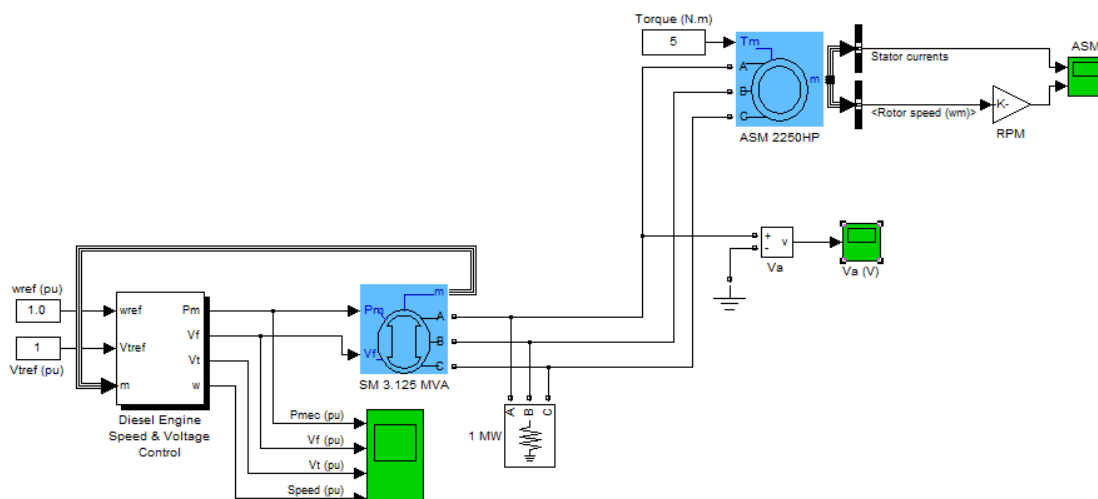 Torque (N.m)
5
Tm
A
B
C
m
ASM 2250HP
Stator currents
<Rotor speed (wm)>
K-
RPM
ASM
+
-
v
Va
Va (V)
wref (pu)
1.0
1
Vtref (pu)
wref
Vtref
m
Pm
Vf
Vt
w
Diesel Engine
Speed & Voltage
Control
Pm
Vf
m
A
B
C
SM 3.125 MVA
Pmec (pu)
Vf (pu)
Vt (pu)
Speed (pu)
A B C
1 MW